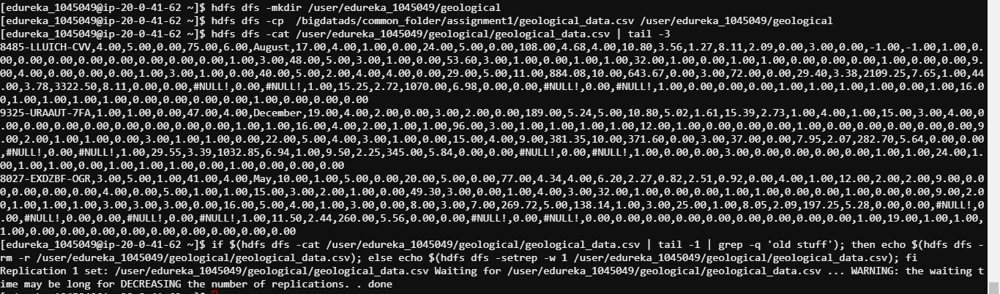 [edureka_1045049@ip-20-0-41-62 ~]$ hdfs dfs -mkdir /user/edureka_1045049/geological
[edureka_1045049@ip-20-0-41-62 ~]$ hdfs dfs -cp  /bigdatads/common_folder/assignment1/geological_data.csv /user/edureka_1045049/geological
[edureka_1045049@ip-20-0-41-62 ~]$ hdfs dfs -cat /user/edureka_1045049/geological/geological_data.csv | tail -3
8485-LLUICH-CVV,4.00,5.00,0.00,75.00,6.00,August,17.00,4.00,1.00,0.00,24.00,5.00,0.00,108.00,4.68,4.00,10.80,3.56,1.27,8.11,2.09,0.00,3.00,0.00,-1.00,-1.00,1.00,0.
00,0.00,0.00,0.00,0.00,0.00,0.00,0.00,0.00,1.00,3.00,48.00,5.00,3.00,1.00,0.00,53.60,3.00,1.00,0.00,1.00,1.00,32.00,1.00,0.00,1.00,1.00,0.00,0.00,0.00,1.00,0.00,0.00,9.
00,4.00,0.00,0.00,0.00,1.00,3.00,1.00,0.00,40.00,5.00,2.00,4.00,4.00,0.00,29.00,5.00,11.00,884.08,10.00,643.67,0.00,3.00,72.00,0.00,29.40,3.38,2109.25,7.65,1.00,44
.00,3.78,3322.50,8.11,0.00,0.00,#NULL!,0.00,#NULL!,1.00,15.25,2.72,1070.00,6.98,0.00,0.00,#NULL!,0.00,#NULL!,1.00,0.00,0.00,0.00,1.00,1.00,1.00,1.00,0.00,1.00,16.0
0,1.00,1.00,1.00,1.00,0.00,0.00,0.00,0.00,1.00,0.00,0.00,0.00
9325-URAAUT-7FA,1.00,1.00,0.00,47.00,4.00,December,19.00,4.00,2.00,0.00,3.00,2.00,0.00,189.00,5.24,5.00,10.80,5.02,1.61,15.39,2.73,1.00,4.00,1.00,15.00,3.00,4.00,0
.00,0.00,0.00,0.00,0.00,0.00,0.00,0.00,1.00,1.00,16.00,4.00,2.00,1.00,1.00,96.00,3.00,1.00,1.00,1.00,1.00,12.00,1.00,0.00,0.00,0.00,1.00,0.00,0.00,0.00,0.00,0.00,9
.00,2.00,1.00,1.00,0.00,3.00,1.00,1.00,0.00,22.00,5.00,4.00,3.00,1.00,0.00,15.00,4.00,9.00,381.35,10.00,371.60,0.00,3.00,37.00,0.00,7.95,2.07,282.70,5.64,0.00,0.00
,#NULL!,0.00,#NULL!,1.00,29.55,3.39,1032.85,6.94,1.00,9.50,2.25,345.00,5.84,0.00,0.00,#NULL!,0.00,#NULL!,1.00,0.00,0.00,0.00,3.00,0.00,0.00,0.00,0.00,1.00,1.00,24.00,1.
00,1.00,1.00,0.00,1.00,1.00,1.00,0.00,1.00,0.00,0.00,0.00
8027-EXDZBF-OGR,3.00,5.00,1.00,41.00,4.00,May,10.00,1.00,5.00,0.00,20.00,5.00,0.00,77.00,4.34,4.00,6.20,2.27,0.82,2.51,0.92,0.00,4.00,1.00,12.00,2.00,2.00,9.00,0.0
0,0.00,0.00,0.00,0.00,4.00,0.00,5.00,1.00,1.00,15.00,3.00,2.00,1.00,0.00,49.30,3.00,0.00,1.00,4.00,3.00,32.00,1.00,0.00,0.00,1.00,1.00,0.00,0.00,1.00,0.00,0.00,9.00,2.0
0,1.00,1.00,1.00,3.00,3.00,3.00,0.00,16.00,5.00,4.00,1.00,3.00,0.00,8.00,3.00,7.00,269.72,5.00,138.14,1.00,3.00,25.00,1.00,8.05,2.09,197.25,5.28,0.00,0.00,#NULL!,0
.00,#NULL!,0.00,0.00,#NULL!,0.00,#NULL!,1.00,11.50,2.44,260.00,5.56,0.00,0.00,#NULL!,0.00,#NULL!,0.00,0.00,0.00,0.00,0.00,0.00,0.00,0.00,0.00,1.00,19.00,1.00,1.00,
1.00,0.00,0.00,0.00,0.00,0.00,0.00,0.00,0.00
[edureka_1045049@ip-20-0-41-62 ~]$ if $(hdfs dfs -cat /user/edureka_1045049/geological/geological_data.csv | tail -1 | grep -q 'old stuff'); then echo $(hdfs dfs -
rm -r /user/edureka_1045049/geological/geological_data.csv); else echo $(hdfs dfs -setrep -w 1 /user/edureka_1045049/geological/geological_data.csv); fi
Replication 1 set: /user/edureka_1045049/geological/geological_data.csv Waiting for /user/edureka_1045049/geological/geological_data.csv ... WARNING: the waiting t
ime may be long for DECREASING the number of replications. . done